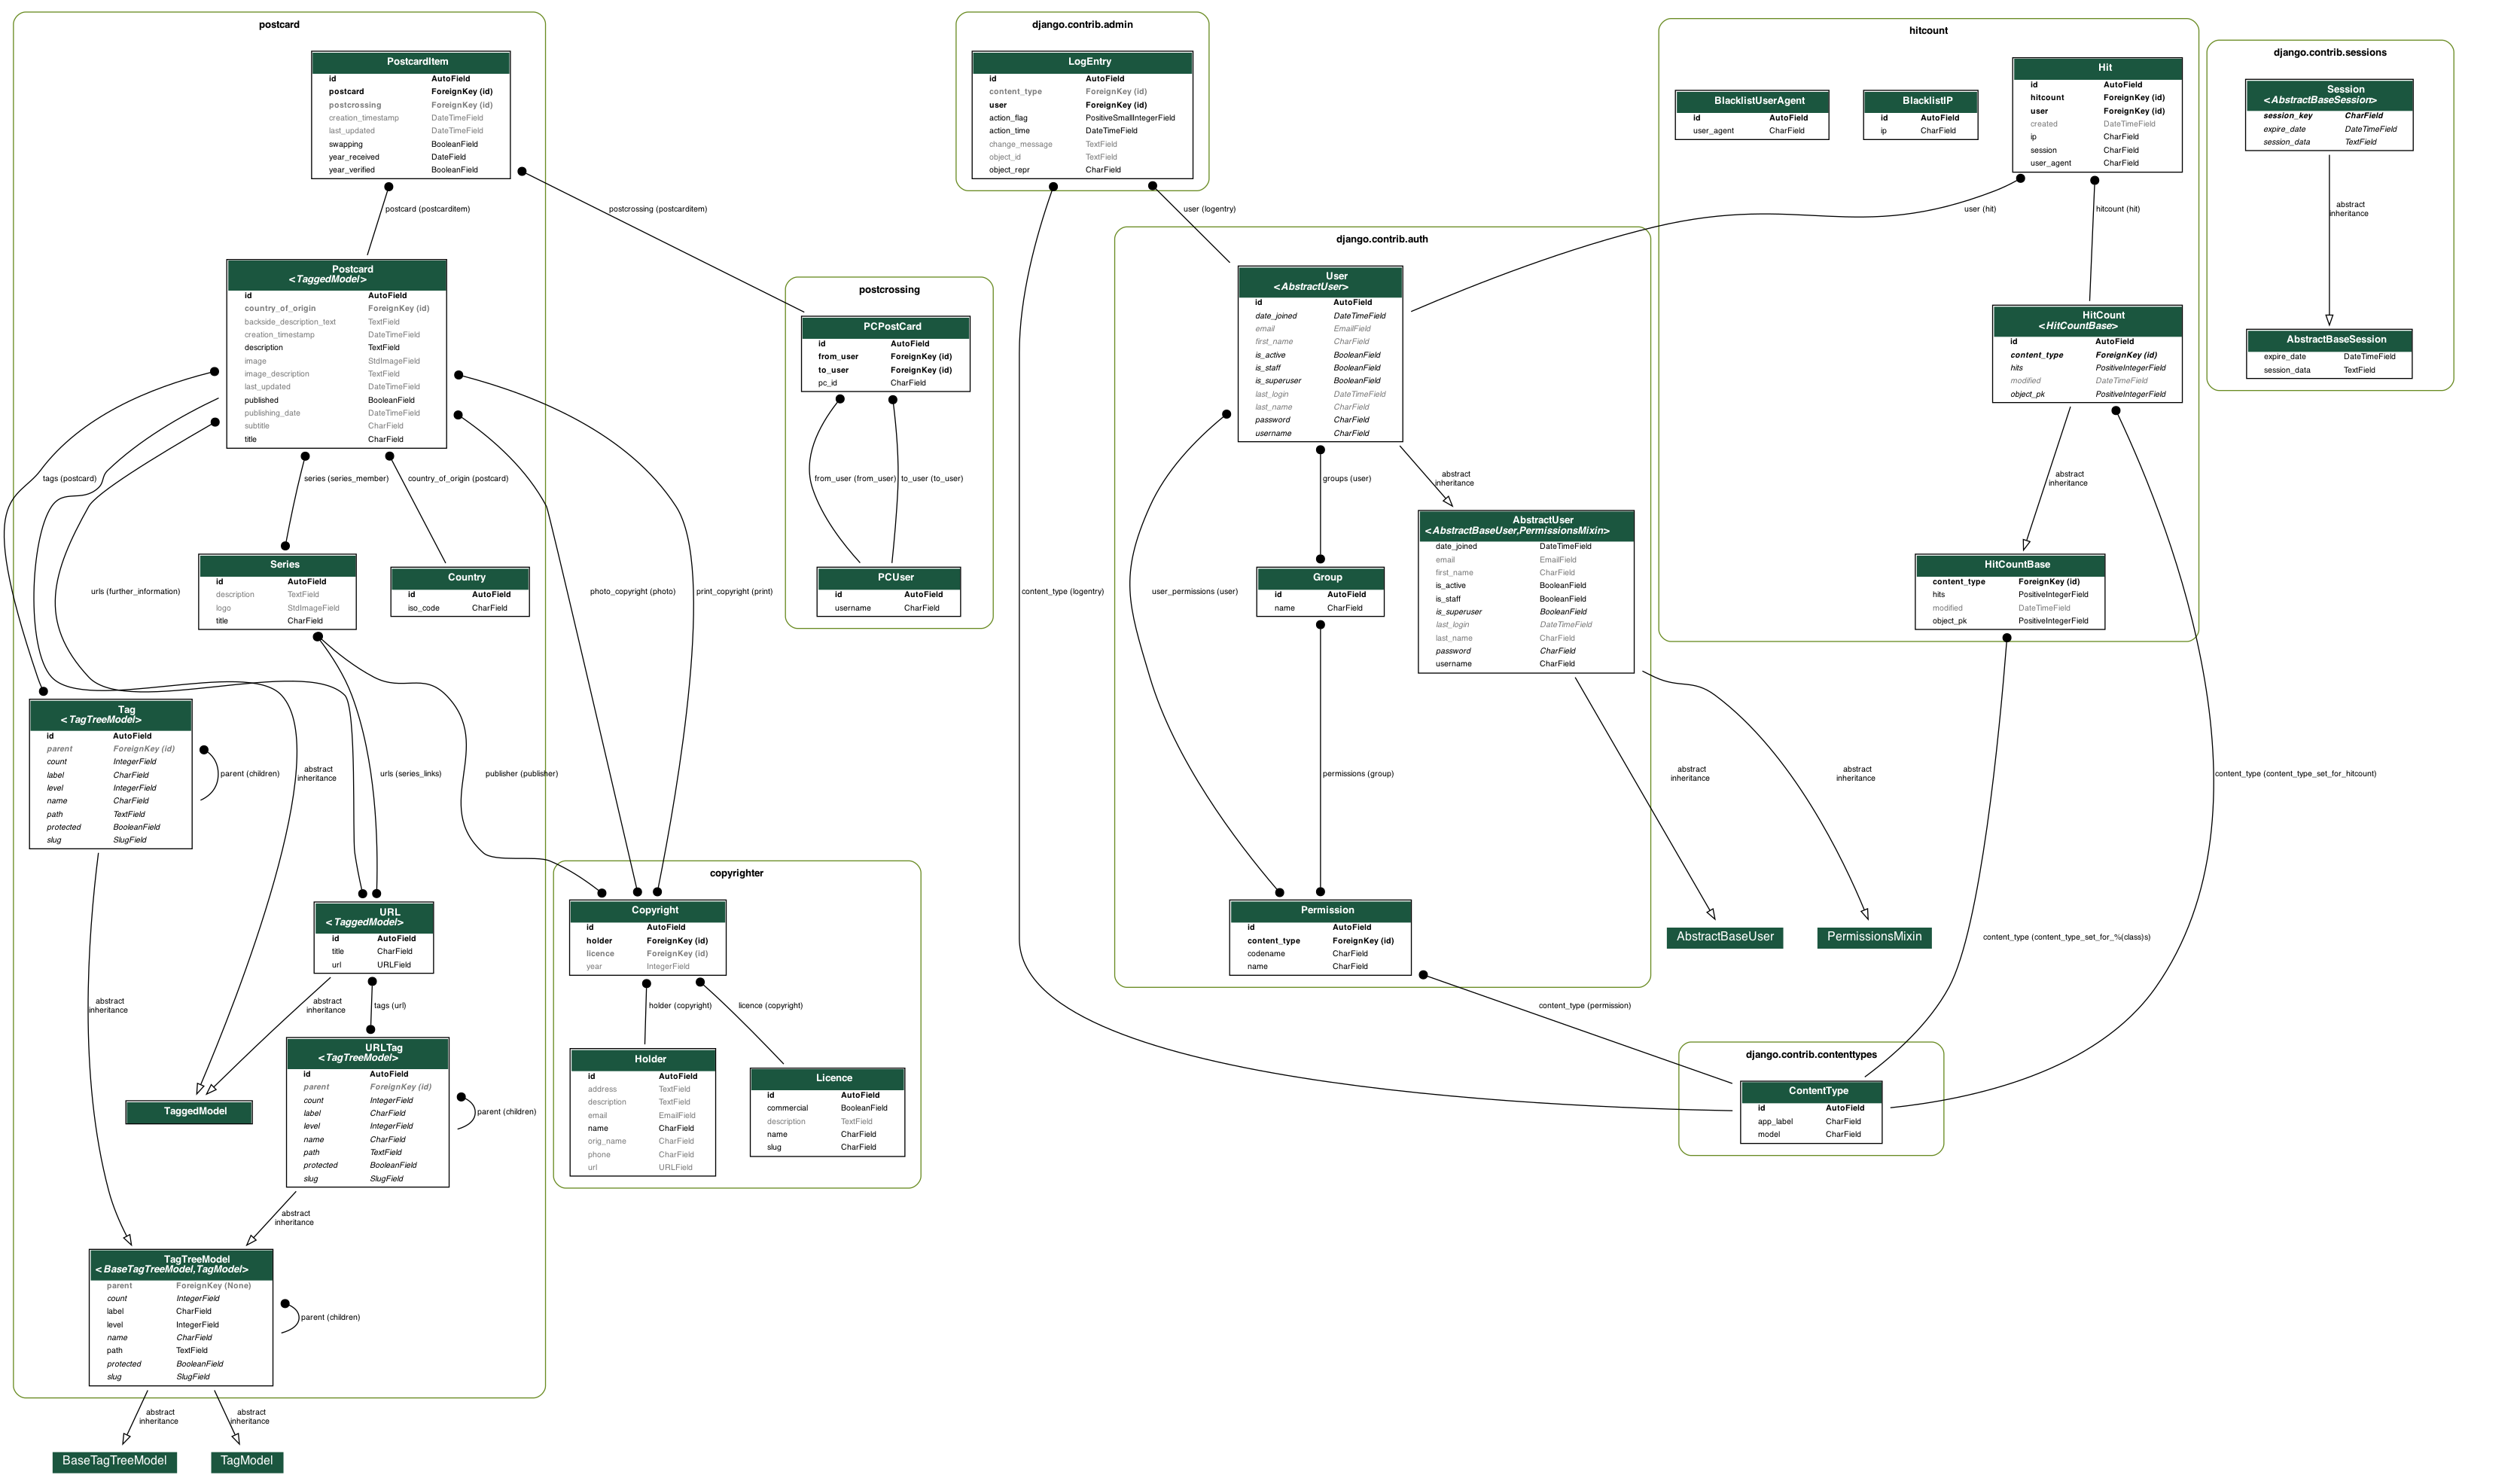 postcard
PostcardItem
id AutoField
postcard ForeignKey (id)
postcrossing ForeignKey (id)
creation_timestamp DateTimeField
last_updated DateTimeField
swapping BooleanField
year_received DateField
year_verified BooleanField
postcard (postcarditem)
postcrossing (postcarditem)
Postcard
<TaggedModel>
id AutoField
country_of_origin ForeignKey (id)
backside_description_text TextField
creation_timestamp DateTimeField
description TextField
image StdImageField
image_description TextField
last_updated DateTimeField
published BooleanField
publishing_date DateTimeField
subtitle CharField
title CharField
tags (postcard)
series (series_member)
country_of_origin (postcard)
urls (further_information)
photo_copyright (photo)
print_copyright (print)
Series
id AutoField
description TextField
logo StdImageField
title CharField
Country
id AutoField
iso_code CharField
Tag
<TagTreeModel>
id AutoField
parent ForeignKey (id)
count IntegerField
label CharField
level IntegerField
name CharField
path TextField
protected BooleanField
slug SlugField
parent (children)
abstract
inheritance
urls (series_links)
publisher (publisher)
URL
<TaggedModel>
id AutoField
title CharField
url URLField
abstract
inheritance
abstract
inheritance
tags (url)
URLTag
<TagTreeModel>
id AutoField
parent ForeignKey (id)
count IntegerField
label CharField
level IntegerField
name CharField
path TextField
protected BooleanField
slug SlugField
parent (children)
TaggedModel
abstract
inheritance
TagTreeModel
<BaseTagTreeModel,TagModel>
parent ForeignKey (None)
count IntegerField
label CharField
level IntegerField
name CharField
path TextField
protected BooleanField
slug SlugField
parent (children)
abstract
inheritance
abstract
inheritance
BaseTagTreeModel
TagModel
postcrossing
PCPostCard
id AutoField
from_user ForeignKey (id)
to_user ForeignKey (id)
pc_id CharField
from_user (from_user)
to_user (to_user)
PCUser
id AutoField
username CharField
copyrighter
Copyright
id AutoField
holder ForeignKey (id)
licence ForeignKey (id)
year IntegerField
holder (copyright)
licence (copyright)
Holder
id AutoField
address TextField
description TextField
email EmailField
name CharField
orig_name CharField
phone CharField
url URLField
Licence
id AutoField
commercial BooleanField
description TextField
name CharField
slug CharField
django.contrib.admin
LogEntry
id AutoField
content_type ForeignKey (id)
user ForeignKey (id)
action_flag PositiveSmallIntegerField
action_time DateTimeField
change_message TextField
object_id TextField
object_repr CharField
user (logentry)
content_type (logentry)
django.contrib.auth
User
<AbstractUser>
id AutoField
date_joined DateTimeField
email EmailField
first_name CharField
is_active BooleanField
is_staff BooleanField
is_superuser BooleanField
last_login DateTimeField
last_name CharField
password CharField
username CharField
groups (user)
abstract
inheritance
user_permissions (user)
Group
id AutoField
name CharField
AbstractUser
<AbstractBaseUser,PermissionsMixin>
date_joined DateTimeField
email EmailField
first_name CharField
is_active BooleanField
is_staff BooleanField
is_superuser BooleanField
last_login DateTimeField
last_name CharField
password CharField
username CharField
permissions (group)
abstract
inheritance
abstract
inheritance
Permission
id AutoField
content_type ForeignKey (id)
codename CharField
name CharField
content_type (permission)
AbstractBaseUser
PermissionsMixin
hitcount
BlacklistUserAgent
id AutoField
user_agent CharField
BlacklistIP
id AutoField
ip CharField
Hit
id AutoField
hitcount ForeignKey (id)
user ForeignKey (id)
created DateTimeField
ip CharField
session CharField
user_agent CharField
user (hit)
hitcount (hit)
HitCount
<HitCountBase>
id AutoField
content_type ForeignKey (id)
hits PositiveIntegerField
modified DateTimeField
object_pk PositiveIntegerField
abstract
inheritance
HitCountBase
content_type ForeignKey (id)
hits PositiveIntegerField
modified DateTimeField
object_pk PositiveIntegerField
content_type (content_type_set_for_hitcount)
content_type (content_type_set_for_%(class)s)
django.contrib.contenttypes
ContentType
id AutoField
app_label CharField
model CharField
django.contrib.sessions
Session
<AbstractBaseSession>
session_key CharField
expire_date DateTimeField
session_data TextField
abstract
inheritance
AbstractBaseSession
expire_date DateTimeField
session_data TextField